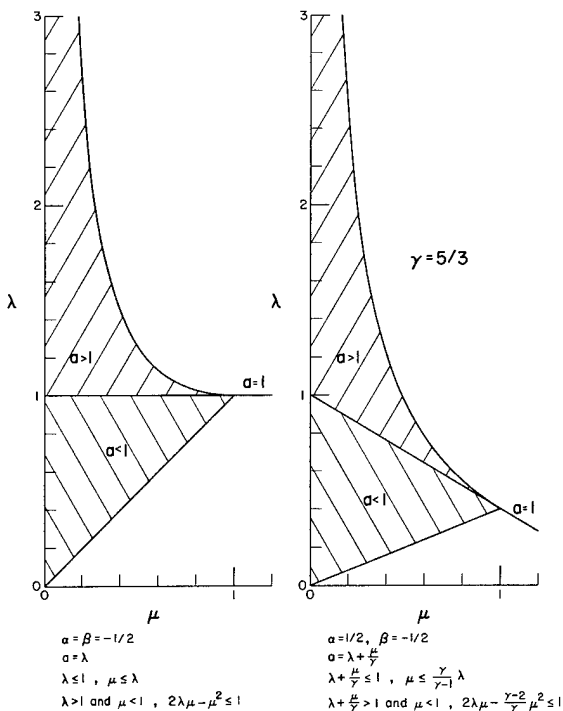 3
2
λ
a>1
a=1
1
a<1
0
0
1
μ
α = β = -1/2
a = λ
λ ≤ 1 , μ ≤ λ
λ > 1 and μ < 1 , 2λμ - μ² ≤ 1
3
2
γ = 5/3
λ
a>1
1
a<1
a=1
0
0
1
μ
α = 1/2, β = -1/2
a = λ + μ/γ
λ + μ/γ ≤ 1 , μ ≤ γ/(γ-1) λ
λ + μ/γ > 1 and μ < 1 , 2λμ - (γ-2)/γ μ² ≤ 1